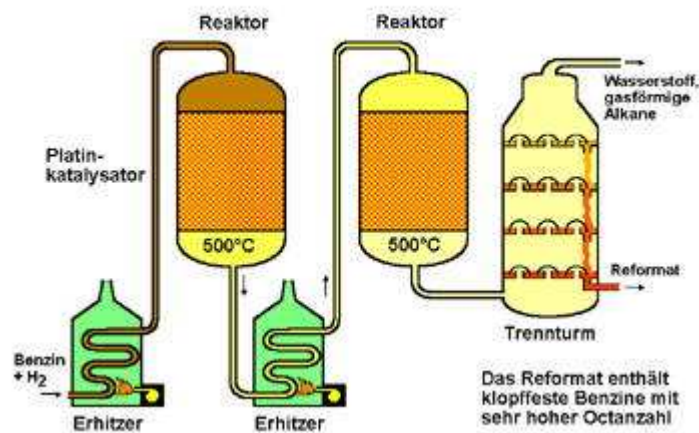 Reaktor
Reaktor
Wasserstoff,
gasförmige
Alkane
Platin-
katalysator
500°C
500°C
Reformat
Trennturm
Benzin
+ H2
Erhitzer
Erhitzer
Das Reformat enthält
klopffeste Benzine mit
sehr hoher Octanzahl